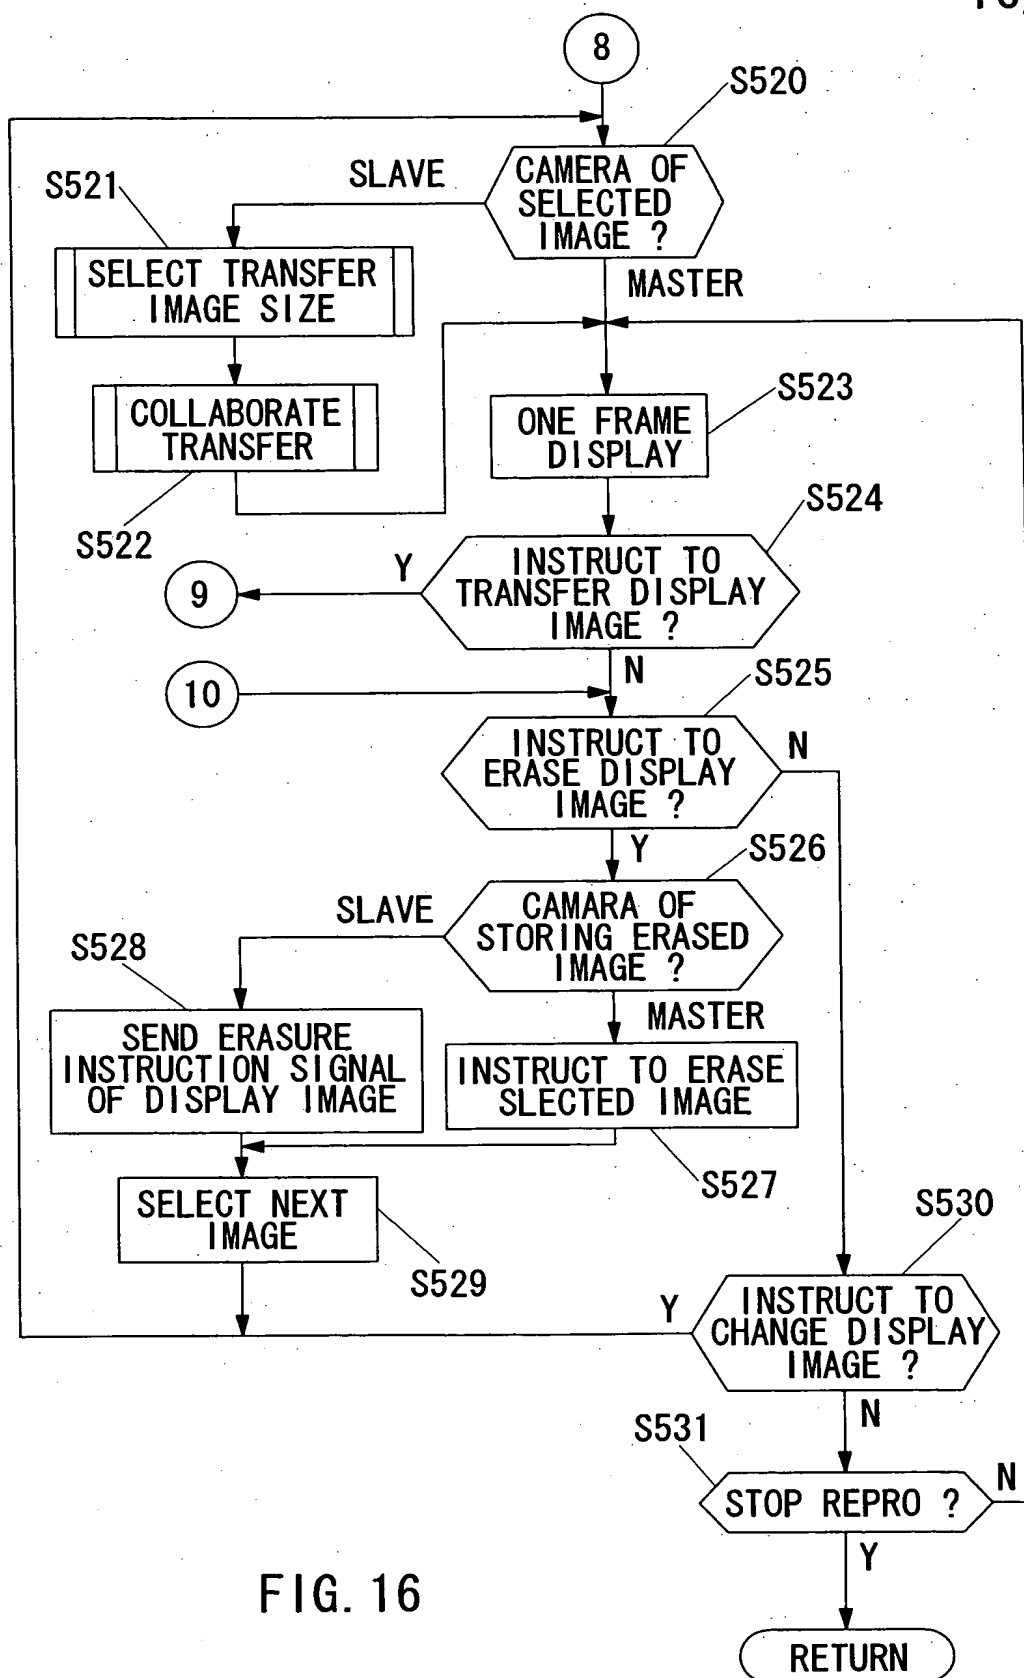 8
S520
CAMERA OF
SELECTED
IMAGE ?
SLAVE
MASTER
S521
SELECT TRANSFER
IMAGE SIZE
COLLABORATE
TRANSFER
S522
S523
ONE FRAME
DISPLAY
S524
INSTRUCT TO
TRANSFER DISPLAY
IMAGE ?
Y
9
N
10
S525
INSTRUCT TO
ERASE DISPLAY
IMAGE ?
N
Y
S526
CAMARA OF
STORING ERASED
IMAGE ?
SLAVE
MASTER
S528
SEND ERASURE
INSTRUCTION SIGNAL
OF DISPLAY IMAGE
INSTRUCT TO ERASE
SLECTED IMAGE
S527
SELECT NEXT
IMAGE
S529
S530
INSTRUCT TO
CHANGE DISPLAY
IMAGE ?
Y
N
S531
STOP REPRO ?
N
Y
RETURN
FIG. 16